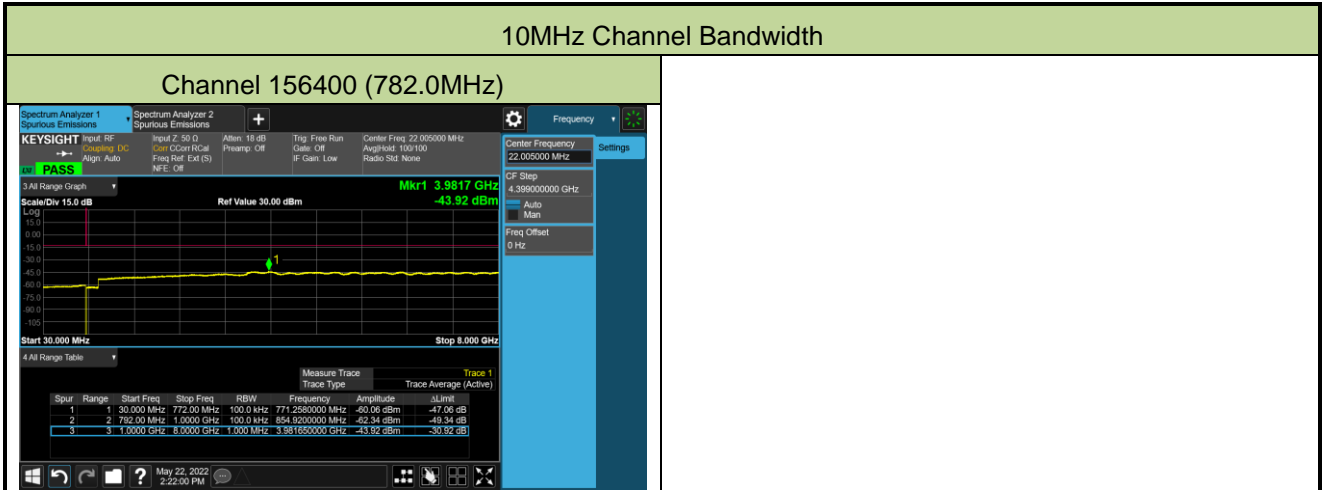 10MHz Channel Bandwidth
Channel 156400 (782.0MHz)
Spectrum Analyzer 1
Spurious Emissions
Spectrum Analyzer 2
Spurious Emissions
+
Frequency
KEYSIGHT
Input: RF
Coupling: DC
Align: Auto
Input Z: 50 Ω
Corr CCorr RCal
Freq Ref: Ext (S)
NFE: Off
Atten: 18 dB
Preamp: Off
Trig: Free Run
Gate: Off
IF Gain: Low
Center Freq: 22.005000 MHz
Avg|Hold: 100/100
Radio Std: None
PASS
Center Frequency
22.005000 MHz
Settings
CF Step
4.399000000 GHz
Auto
Man
Freq Offset
0 Hz
3 All Range Graph
Mkr1 3.9817 GHz
Scale/Div 15.0 dB
Ref Value 30.00 dBm
-43.92 dBm
Log
15.0
0.00
-15.0
-30.0
1
-45.0
-60.0
-75.0
-90.0
-105
Start 30.000 MHz
Stop 8.000 GHz
4 All Range Table
Measure Trace Trace 1
Trace Type Trace Average (Active)
Spur Range Start Freq Stop Freq RBW Frequency Amplitude ΔLimit
1 1 30.000 MHz 772.00 MHz 100.0 kHz 771.2580000 MHz -60.06 dBm -47.06 dB
2 2 792.00 MHz 1.0000 GHz 100.0 kHz 854.9200000 MHz -62.34 dBm -49.34 dB
3 3 1.0000 GHz 8.0000 GHz 1.000 MHz 3.981650000 GHz -43.92 dBm -30.92 dB
?
May 22, 2022
2:22:00 PM